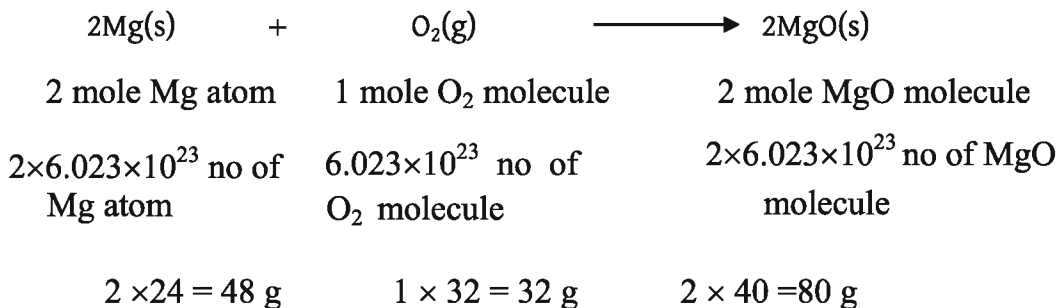 2Mg(s) + O₂(g) ⟶ 2MgO(s)
2 mole Mg atom 1 mole O₂ molecule 2 mole MgO molecule
2×6.023×10²³ no of 6.023×10²³ no of 2×6.023×10²³ no of MgO
Mg atom O₂ molecule molecule
2 ×24 = 48 g 1 × 32 = 32 g 2 × 40 =80 g